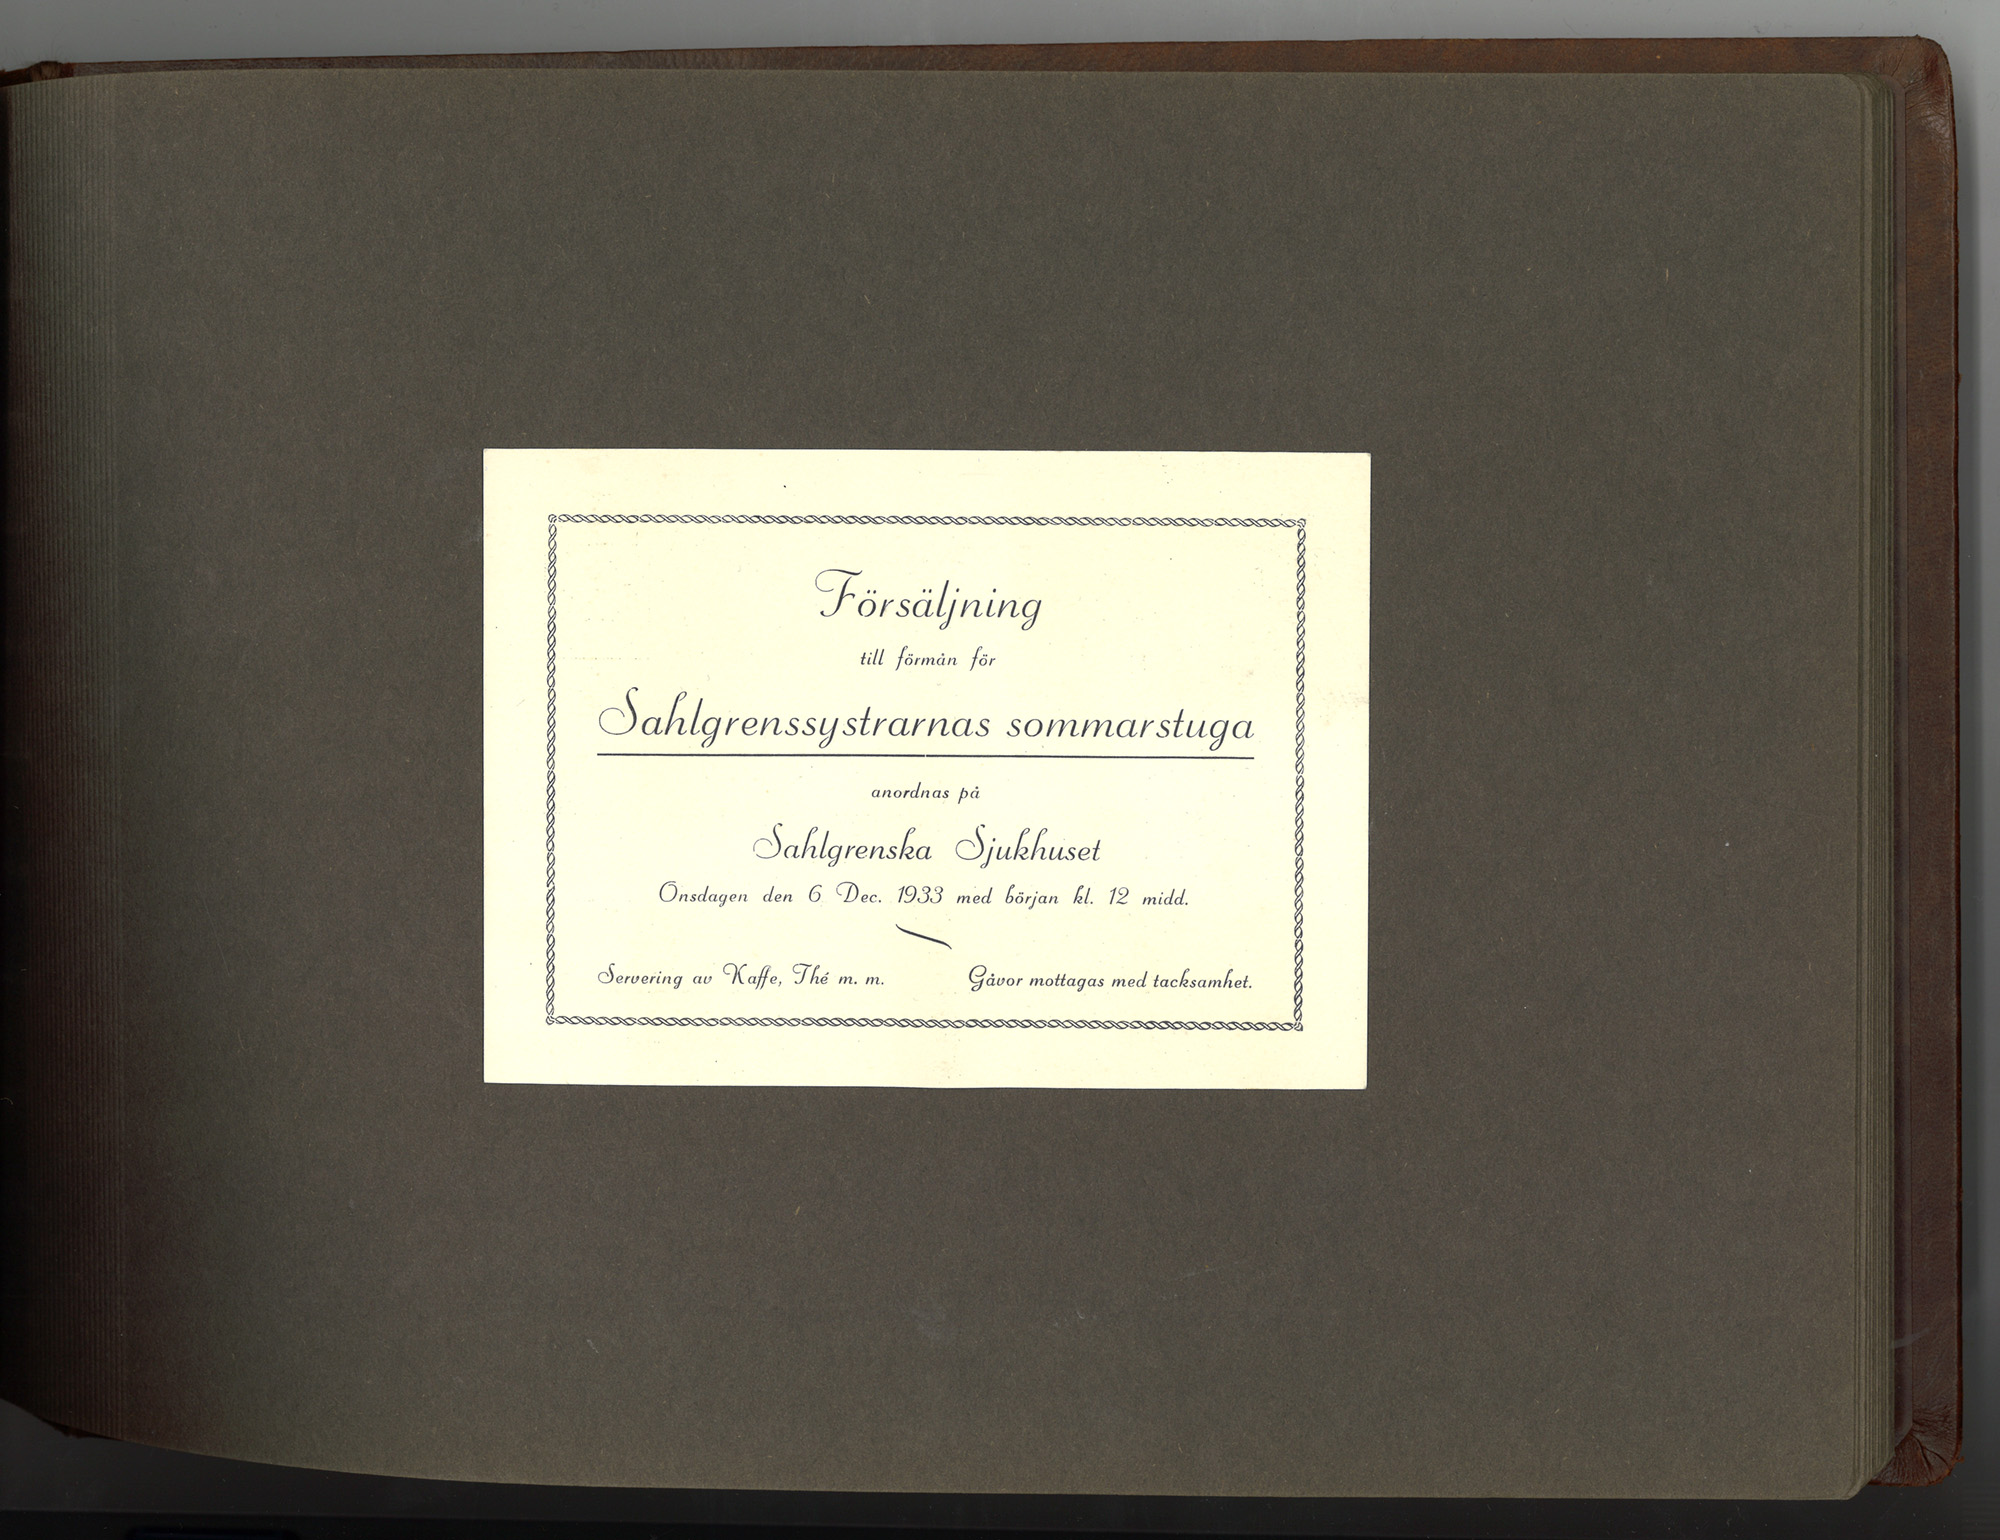 Försäljning
till förmån för
Sahlgrenssystrarnas sommarstuga
anordnas på
Sahlgrenska Sjukhuset
Onsdagen den 6 Dec. 1933 med början kl. 12 midd.
Servering av Kaffe, Thé m. m.
Gåvor mottagas med tacksamhet.